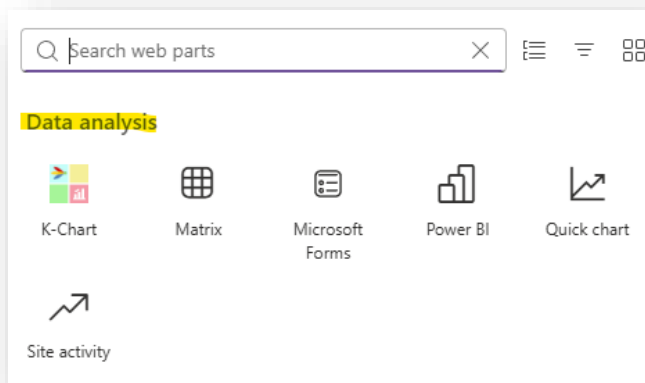 Search web parts
Data analysis
K-Chart
Matrix
Microsoft
Forms
Power BI
Quick chart
Site activity